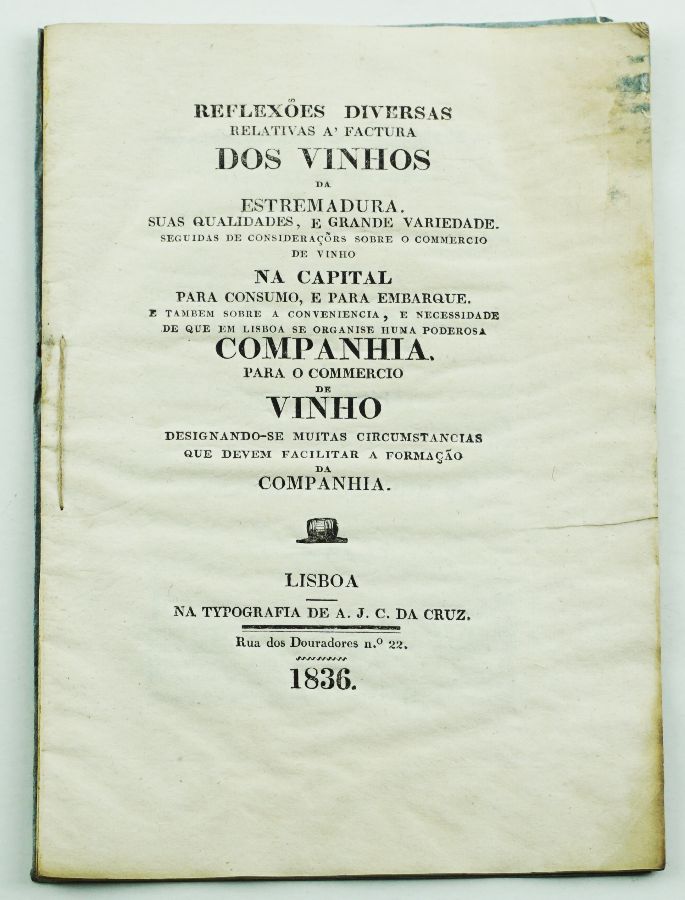 REFLEXÕES DIVERSAS
RELATIVAS A' FACTURA
DOS VINHOS
DA
ESTREMADURA.
SUAS QUALIDADES, E GRANDE VARIEDADE.
SEGUIDAS DE CONSIDERAÇÕRS SOBRE O COMMERCIO
DE VINHO
NA CAPITAL
PARA CONSUMO, E PARA EMBARQUE.
E TAMBEM SOBRE A CONVENIENCIA, E NECESSIDADE
DE QUE EM LISBOA SE ORGANISE HUMA PODEROSA
COMPANHIA.
PARA O COMMERCIO
DE
VINHO
DESIGNANDO-SE MUITAS CIRCUMSTANCIAS
QUE DEVEM FACILITAR A FORMAÇÃO
DA
COMPANHIA.
LISBOA
NA TYPOGRAFIA DE A. J. C. DA CRUZ.
Rua dos Douradores n.º 22.
1836.